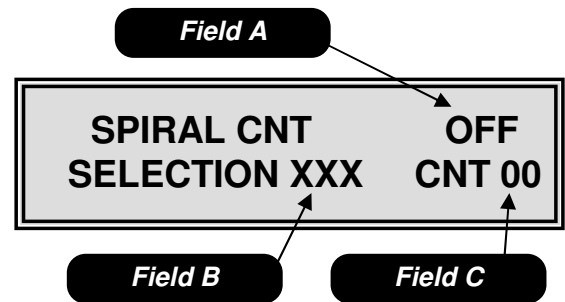 Field A
SPIRAL CNT OFF
SELECTION XXX CNT 00
Field B Field C